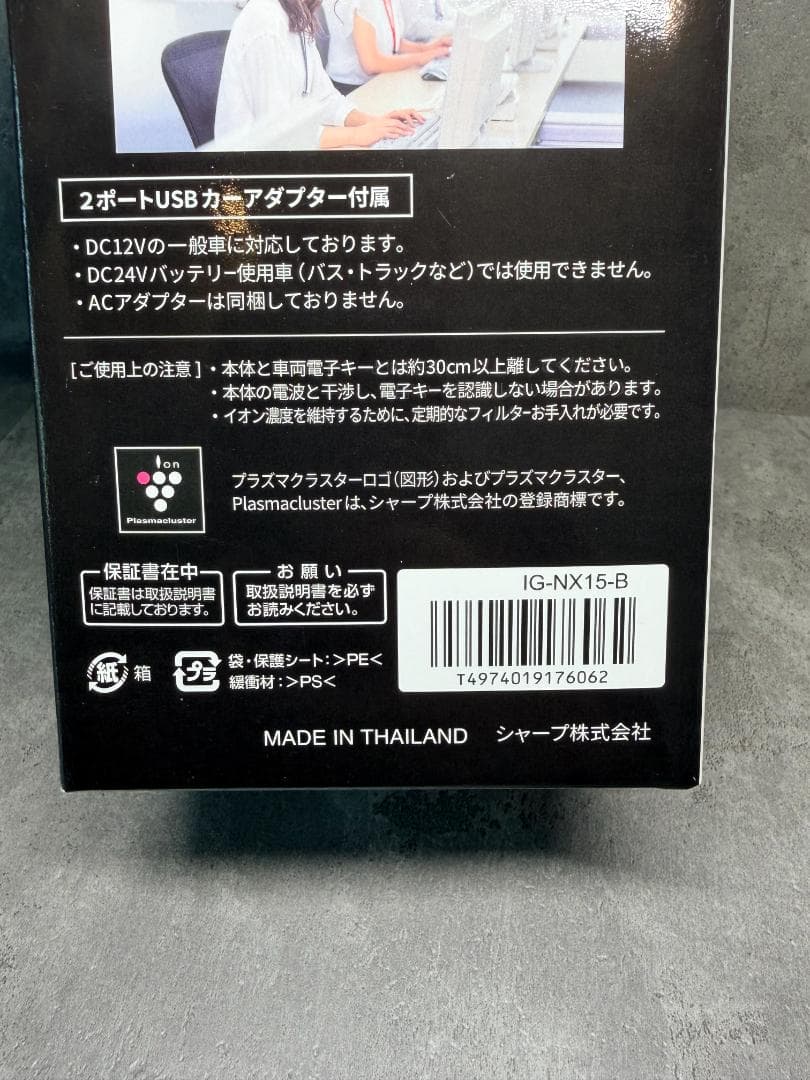 2ポートUSBカーアダプター付属
・DC12Vの一般車に対応しております。
・DC24Vバッテリー使用車(バス・トラックなど)では使用できません。
・ACアダプターは同梱しておりません。
[ご使用上の注意]・本体と車両電子キーとは約30cm以上離してください。
・本体の電波と干渉し、電子キーを認識しない場合があります。
・イオン濃度を維持するために、定期的なフィルターお手入れが必要です。
Ion
Plasmacluster
プラズマクラスターロゴ(図形)およびプラズマクラスター、
Plasmaclusterは、シャープ株式会社の登録商標です。
保証書在中
保証書は取扱説明書
に記載しております。
お願い
取扱説明書を必ず
お読みください。
IG-NX15-B
T4974019176062
紙 箱
プラ 袋・保護シート:>PE<
緩衝材:>PS<
MADE IN THAILAND シャープ株式会社